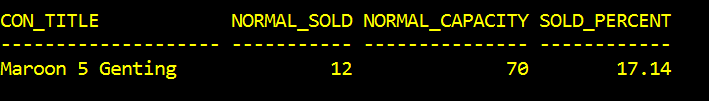 CON_TITLE NORMAL_SOLD NORMAL_CAPACITY SOLD_PERCENT
-------------------- ----------- --------------- ------------
Maroon 5 Genting 12 70 17.14